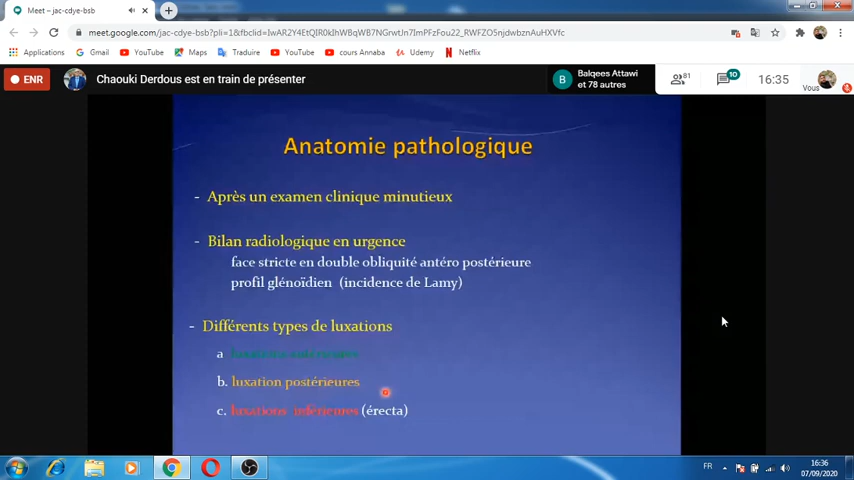 Meet – jac-cdye-bsb
meet.google.com/jac-cdye-bsb?pli=1&fbclid=IwAR2Y4EtQIR0kIhWBqWB7NGrwtJn7ImPFzFou22_RWFZO5njdwbznAuHXVfc
Applications Gmail YouTube Maps Traduire YouTube cours Annaba Udemy Netflix
ENR Chaouki Derdous est en train de présenter
B Balqees Attawi
et 78 autres
81 10 16:35 Vous
Anatomie pathologique
- Après un examen clinique minutieux
- Bilan radiologique en urgence
face stricte en double obliquité antéro postérieure
profil glénoïdien (incidence de Lamy)
- Différents types de luxations
a luxations antérieures
b. luxation postérieures
c. luxations inférieures (érecta)
FR 16:36
07/09/2020